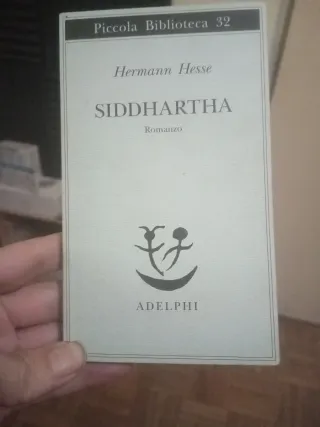 Piccola Biblioteca 32
Hermann Hesse
SIDDHARTHA
Romanzo
ADELPHI